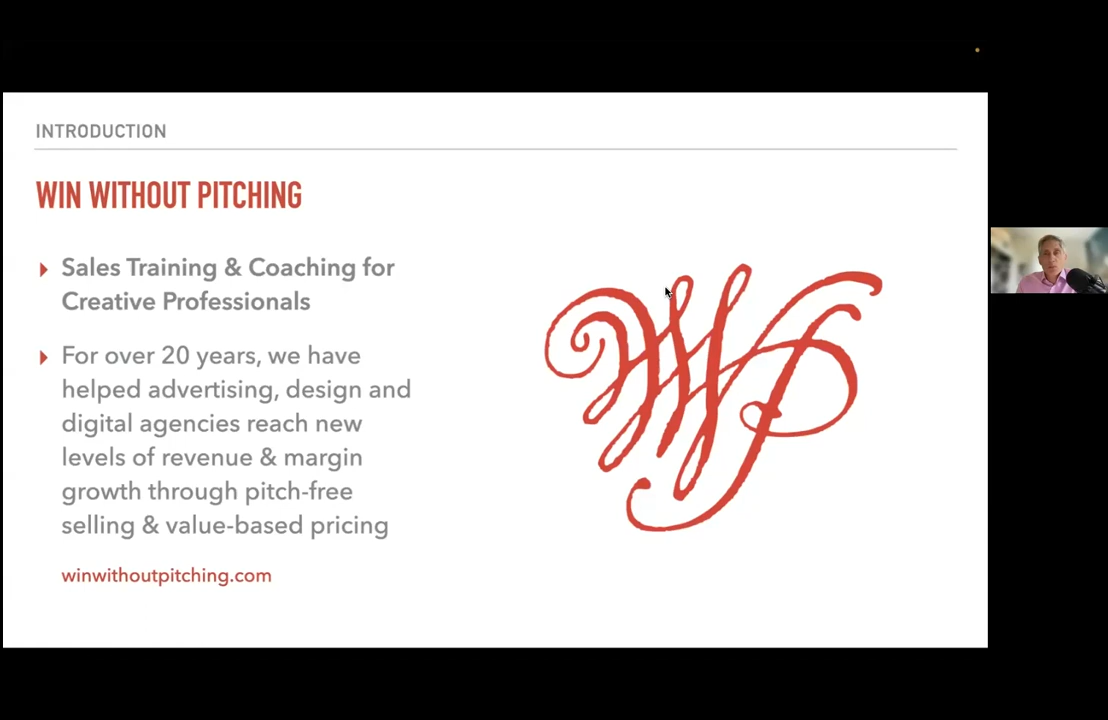 INTRODUCTION
WIN WITHOUT PITCHING
Sales Training & Coaching for
Creative Professionals
For over 20 years, we have
helped advertising, design and
digital agencies reach new
levels of revenue & margin
growth through pitch-free
selling & value-based pricing
winwithoutpitching.com
WWP